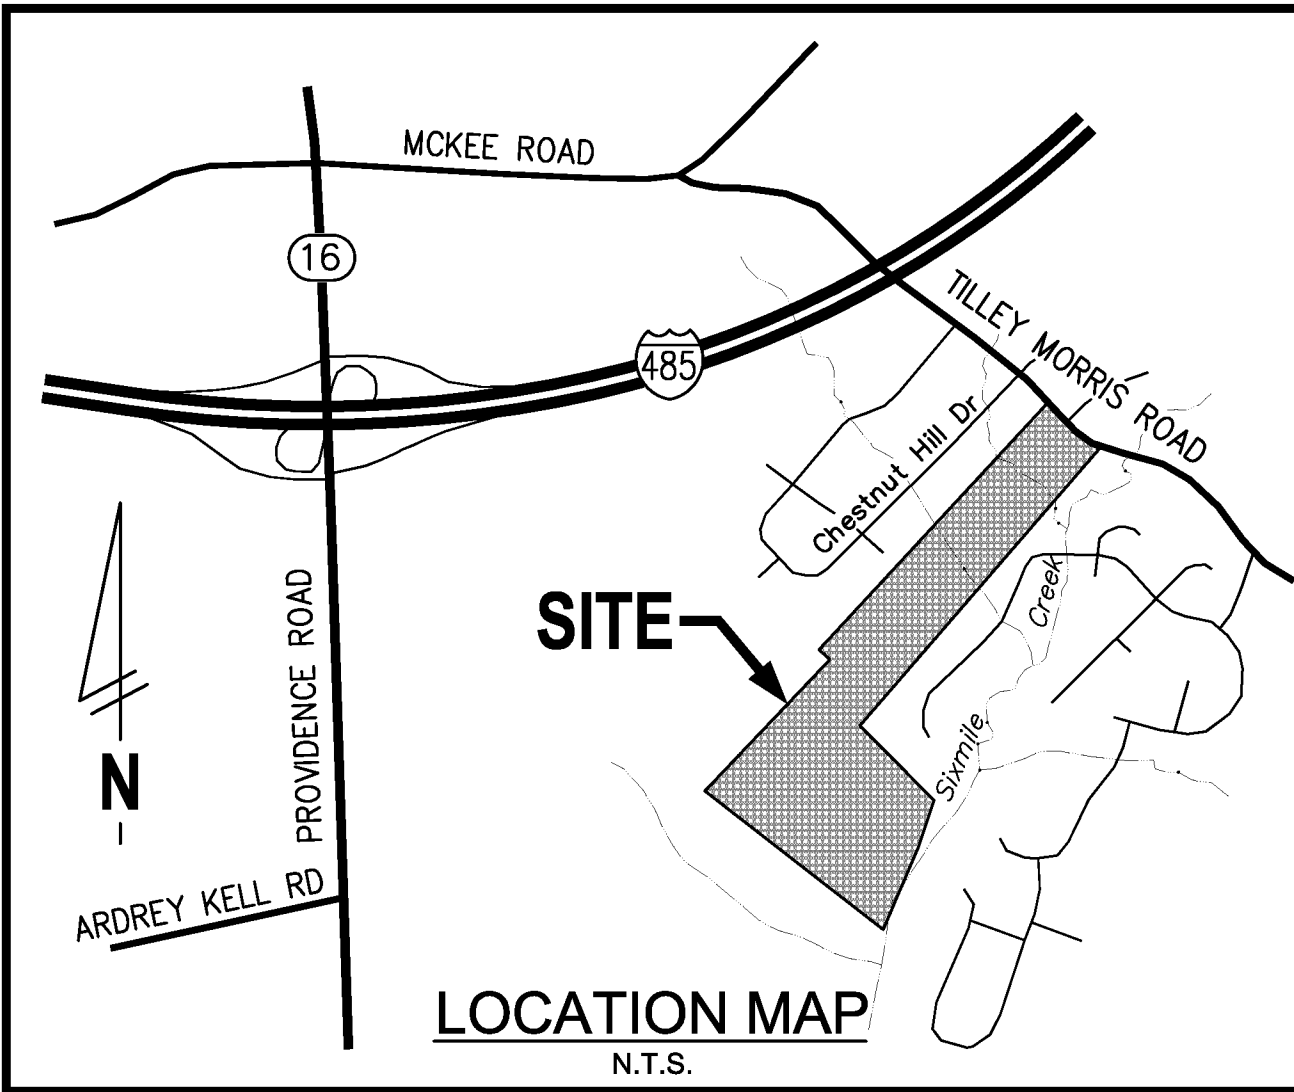 MCKEE ROAD
16
TILLEY MORRIS ROAD
485
Chestnut Hill Dr
SITE
Sixmile Creek
PROVIDENCE ROAD
N
ARDREY KELL RD
LOCATION MAP
N.T.S.